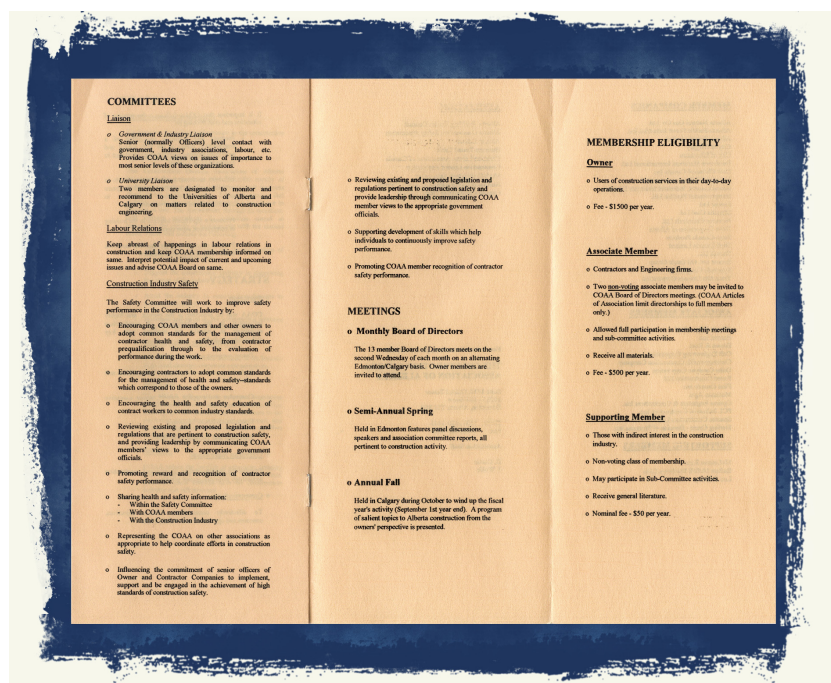 COMMITTEES
Liaison
o Government & Industry Liaison
Senior (normally Officers) level contact with
government, industry associations, labour, etc.
Provides COAA views on issues of importance to
most senior levels of these organizations.
o University Liaison
Two members are designated to monitor and
recommend to the Universities of Alberta and
Calgary on matters related to construction
engineering.
Labour Relations
Keep abreast of happenings in labour relations in
construction and keep COAA membership informed on
same. Interpret potential impact of current and upcoming
issues and advise COAA Board on same.
Construction Industry Safety
The Safety Committee will work to improve safety
performance in the Construction Industry by:
o Encouraging COAA members and other owners to
adopt common standards for the management of
contractor health and safety, from contractor
prequalification through to the evaluation of
performance during the work.
o Encouraging contractors to adopt common standards
for the management of health and safety–standards
which correspond to those of the owners.
o Encouraging the health and safety education of
contract workers to common industry standards.
o Reviewing existing and proposed legislation and
regulations that are pertinent to construction safety,
and providing leadership by communicating COAA
members' views to the appropriate government
officials.
o Promoting reward and recognition of contractor
safety performance.
o Sharing health and safety information:
- Within the Safety Committee
- With COAA members
- With the Construction Industry
o Representing the COAA on other associations as
appropriate to help coordinate efforts in construction
safety.
o Influencing the commitment of senior officers of
Owner and Contractor Companies to implement,
support and be engaged in the achievement of high
standards of construction safety.
o Reviewing existing and proposed legislation and
regulations pertinent to construction safety and
provide leadership through communicating COAA
member views to the appropriate government
officials.
o Supporting development of skills which help
individuals to continuously improve safety
performance.
o Promoting COAA member recognition of contractor
safety performance.
MEETINGS
o Monthly Board of Directors
The 13 member Board of Directors meets on the
second Wednesday of each month on an alternating
Edmonton/Calgary basis. Owner members are
invited to attend.
o Semi-Annual Spring
Held in Edmonton features panel discussions,
speakers and association committee reports, all
pertinent to construction activity.
o Annual Fall
Held in Calgary during October to wind up the fiscal
year's activity (September 1st year end). A program
of salient topics to Alberta construction from the
owners' perspective is presented.
MEMBERSHIP ELIGIBILITY
Owner
o Users of construction services in their day-to-day
operations.
o Fee - $1500 per year.
Associate Member
o Contractors and Engineering firms.
o Two non-voting associate members may be invited to
COAA Board of Directors meetings. (COAA Articles
of Association limit directorships to full members
only.)
o Allowed full participation in membership meetings
and sub-committee activities.
o Receive all materials.
o Fee - $500 per year.
Supporting Member
o Those with indirect interest in the construction
industry.
o Non-voting class of membership.
o May participate in Sub-Committee activities.
o Receive general literature.
o Nominal fee - $50 per year.